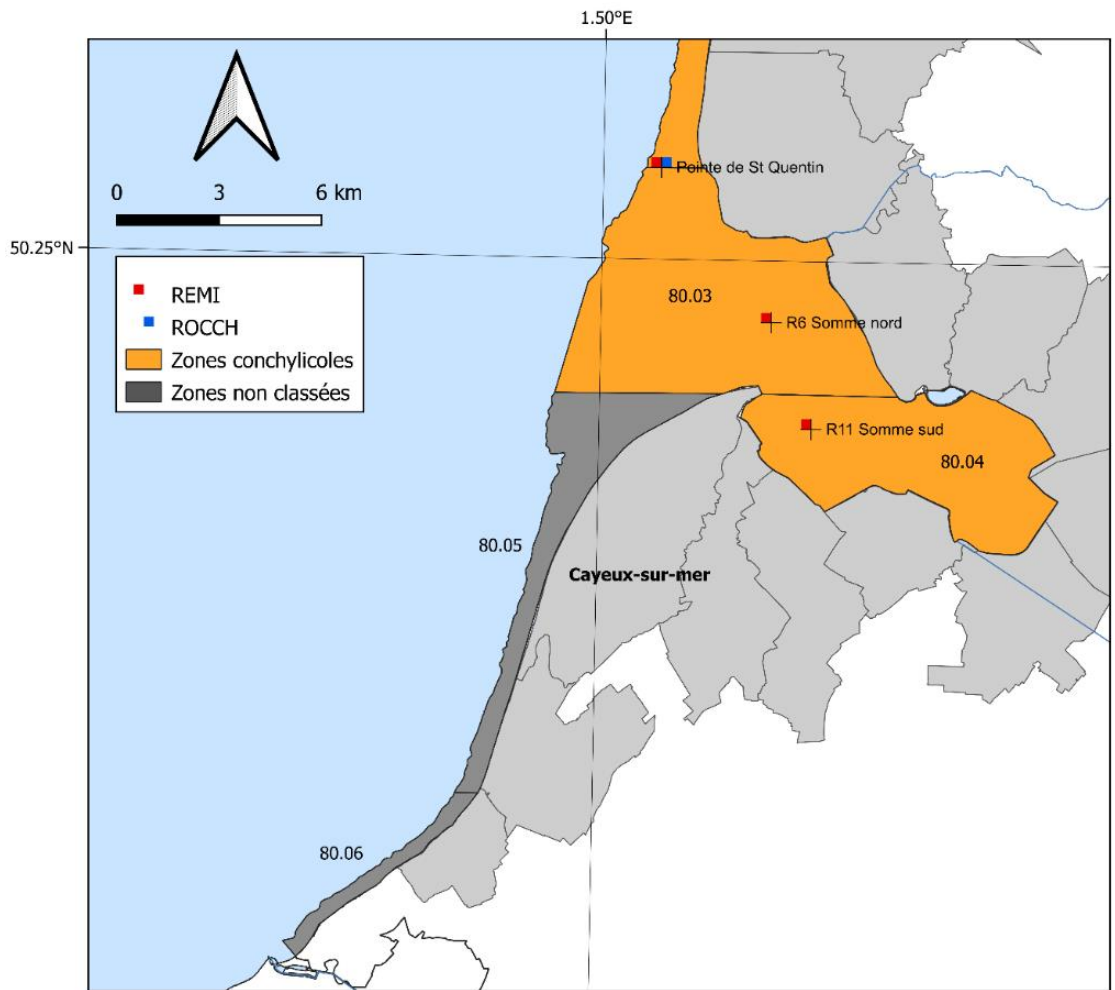 1.50°E
0 3 6 km
Pointe de St Quentin
50.25°N
REMI
ROCCH
Zones conchylicoles
Zones non classées
80.03
R6 Somme nord
R11 Somme sud
80.04
80.05
Cayeux-sur-mer
80.06